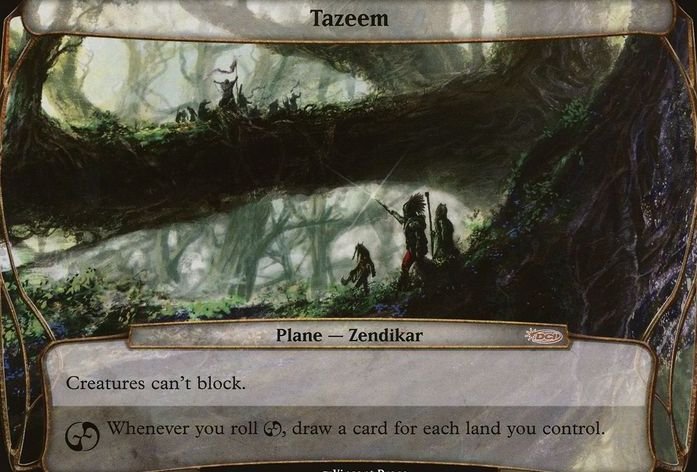 Tazeem
Plane — Zendikar
DCI
Creatures can't block.
Whenever you roll , draw a card for each land you control.